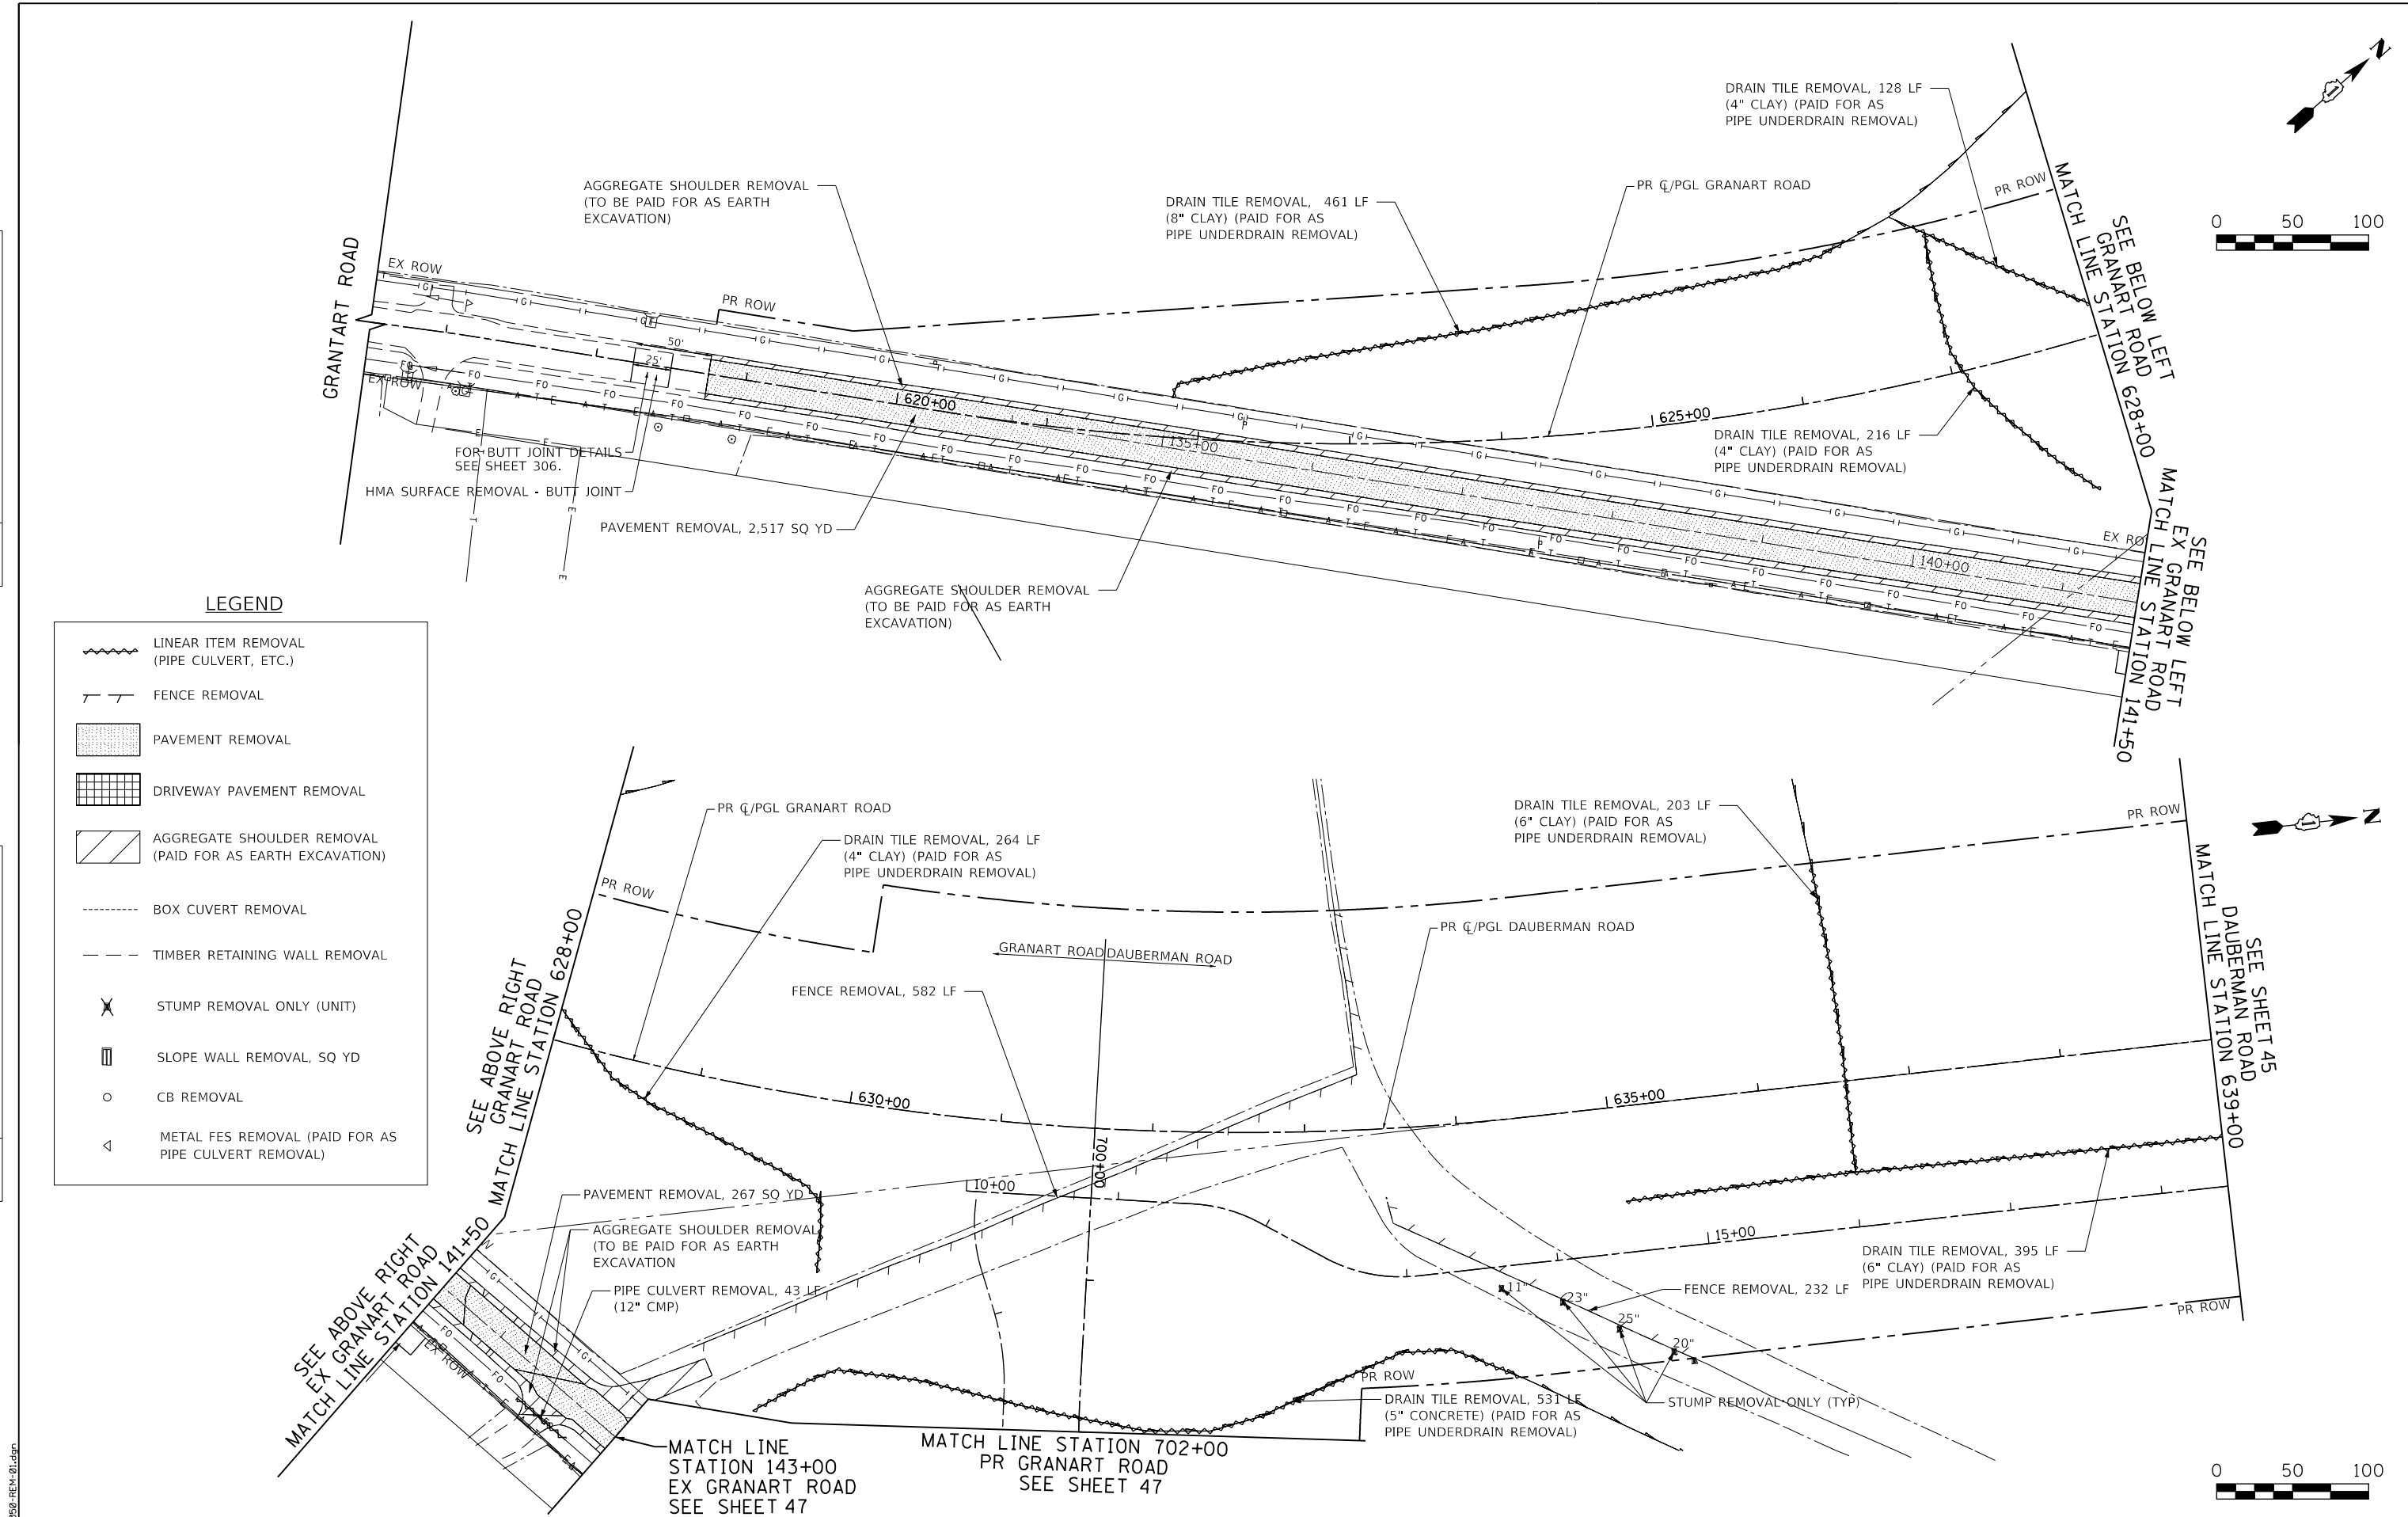 DRAIN TILE REMOVAL, 128 LF
(4" CLAY) (PAID FOR AS
PIPE UNDERDRAIN REMOVAL)
N
1
0 50 100
AGGREGATE SHOULDER REMOVAL
(TO BE PAID FOR AS EARTH
EXCAVATION)
DRAIN TILE REMOVAL, 461 LF
(8" CLAY) (PAID FOR AS
PIPE UNDERDRAIN REMOVAL)
PR ℄/PGL GRANART ROAD
PR ROW
MATCH LINE STATION 628+00
GRANART ROAD
SEE BELOW LEFT
GRANTART ROAD
EX ROW
PR ROW
50'
25'
EX ROW
620+00
625+00
135+00
140+00
DRAIN TILE REMOVAL, 216 LF
(4" CLAY) (PAID FOR AS
PIPE UNDERDRAIN REMOVAL)
FOR BUTT JOINT DETAILS
SEE SHEET 306.
HMA SURFACE REMOVAL - BUTT JOINT
PAVEMENT REMOVAL, 2,517 SQ YD
AGGREGATE SHOULDER REMOVAL
(TO BE PAID FOR AS EARTH
EXCAVATION)
MATCH LINE STATION 141+50
EX GRANART ROAD
SEE BELOW LEFT
LEGEND
LINEAR ITEM REMOVAL
(PIPE CULVERT, ETC.)
FENCE REMOVAL
PAVEMENT REMOVAL
DRIVEWAY PAVEMENT REMOVAL
AGGREGATE SHOULDER REMOVAL
(PAID FOR AS EARTH EXCAVATION)
BOX CUVERT REMOVAL
TIMBER RETAINING WALL REMOVAL
STUMP REMOVAL ONLY (UNIT)
SLOPE WALL REMOVAL, SQ YD
CB REMOVAL
METAL FES REMOVAL (PAID FOR AS
PIPE CULVERT REMOVAL)
PR ℄/PGL GRANART ROAD
DRAIN TILE REMOVAL, 264 LF
(4" CLAY) (PAID FOR AS
PIPE UNDERDRAIN REMOVAL)
DRAIN TILE REMOVAL, 203 LF
(6" CLAY) (PAID FOR AS
PIPE UNDERDRAIN REMOVAL)
PR ROW
N
1
PR ROW
PR ℄/PGL DAUBERMAN ROAD
GRANART ROAD
DAUBERMAN ROAD
FENCE REMOVAL, 582 LF
SEE ABOVE RIGHT
GRANART ROAD
MATCH LINE STATION 628+00
MATCH LINE STATION 639+00
DAUBERMAN ROAD
SEE SHEET 45
630+00
635+00
700+00
10+00
15+00
PAVEMENT REMOVAL, 267 SQ YD
AGGREGATE SHOULDER REMOVAL
(TO BE PAID FOR AS EARTH
EXCAVATION
PIPE CULVERT REMOVAL, 43 LF
(12" CMP)
DRAIN TILE REMOVAL, 395 LF
(6" CLAY) (PAID FOR AS
PIPE UNDERDRAIN REMOVAL)
FENCE REMOVAL, 232 LF
11"
23"
25"
20"
PR ROW
SEE ABOVE RIGHT
EX GRANART ROAD
MATCH LINE STATION 141+50
EX ROW
PR ROW
DRAIN TILE REMOVAL, 531 LF
(5" CONCRETE) (PAID FOR AS
PIPE UNDERDRAIN REMOVAL)
STUMP REMOVAL ONLY (TYP)
MATCH LINE
STATION 143+00
EX GRANART ROAD
SEE SHEET 47
MATCH LINE STATION 702+00
PR GRANART ROAD
SEE SHEET 47
0 50 100